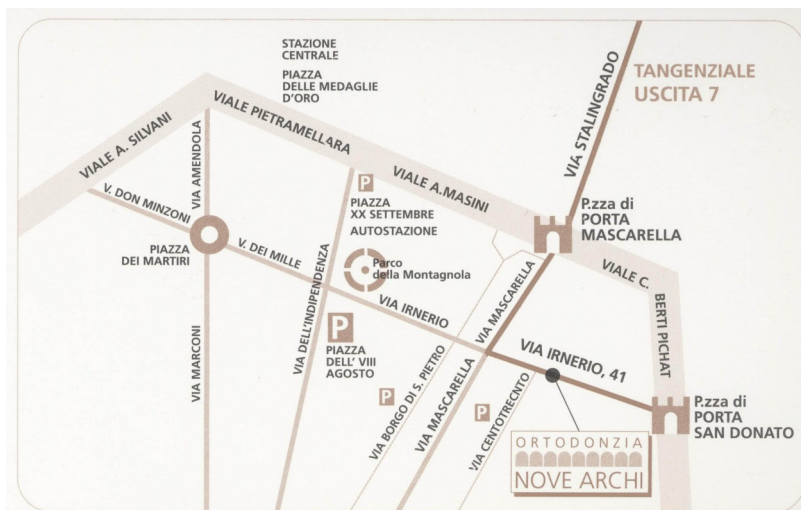 STAZIONE
CENTRALE
PIAZZA
DELLE MEDAGLIE
D'ORO
TANGENZIALE
USCITA 7
VIA STALINGRADO
VIALE A. SILVANI
VIALE PIETRAMELLARA
VIA AMENDOLA
VIALE A.MASINI
V. DON MINZONI
P
PIAZZA
XX SETTEMBRE
AUTOSTAZIONE
P.zza di
PORTA
MASCARELLA
PIAZZA
DEI MARTIRI
V. DEI MILLE
Parco
della Montagnola
VIALE C.
BERTI PICHAT
VIA DELL'INDIPENDENZA
VIA IRNERIO
VIA MASCARELLA
P
PIAZZA
DELL' VIII
AGOSTO
VIA MARCONI
VIA IRNERIO, 41
VIA BORGO DI S. PIETRO
P
VIA MASCARELLA
P
VIA CENTOTRECNTO
P.zza di
PORTA
SAN DONATO
ORTODONZIA
NOVE ARCHI